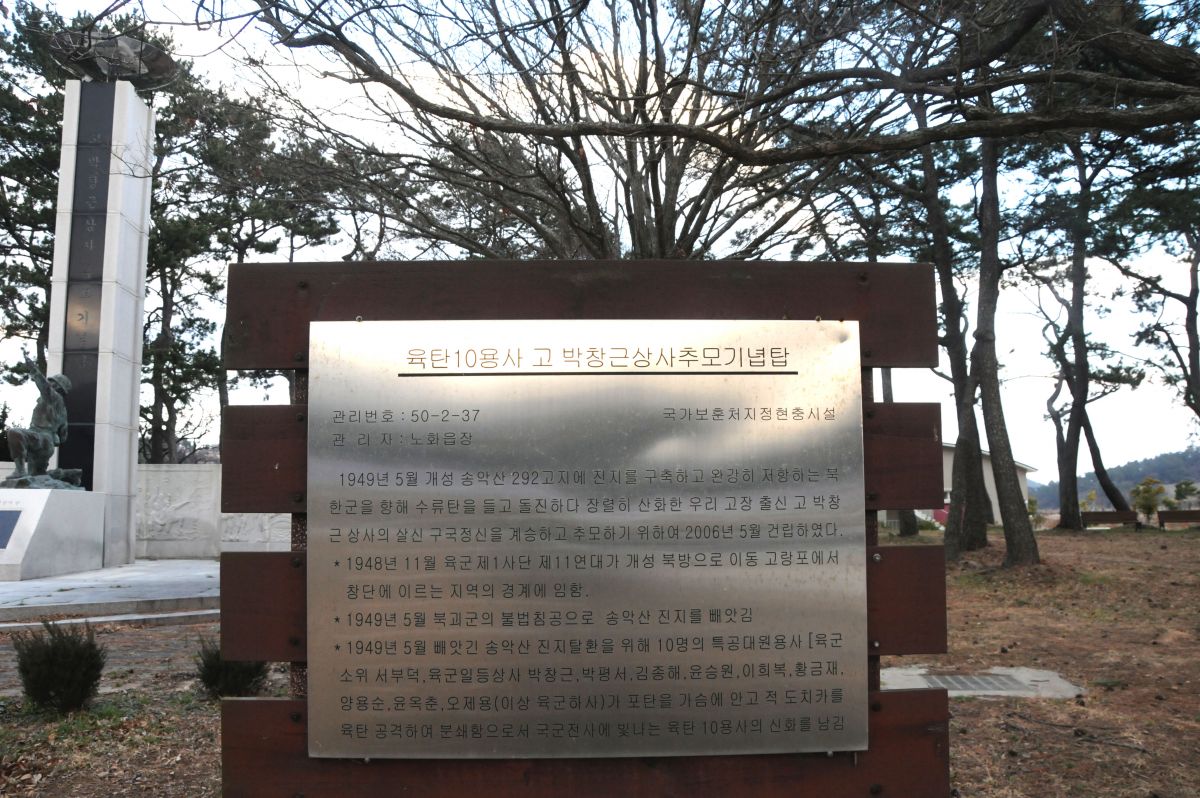 고 박창근상사추모기념탑
육탄10용사 고 박창근상사추모기념탑
관리번호 : 50-2-37
국가보훈처지정현충시설
관 리 자 : 노화읍장
1949년 5월 개성 송악산 292고지에 진지를 구축하고 완강히 저항하는 북
한군을 향해 수류탄을 들고 돌진하다 장렬히 산화한 우리 고장 출신 고 박창
근 상사의 살신 구국정신을 계승하고 추모하기 위하여 2006년 5월 건립하였다.
* 1948년 11월 육군 제1사단 제11연대가 개성 북방으로 이동 고랑포에서
창단에 이르는 지역의 경계에 임함.
* 1949년 5월 북괴군의 불법침공으로 송악산 진지를 빼앗김
* 1949년 5월 빼앗긴 송악산 진지탈환을 위해 10명의 특공대원용사 [육군
소위 서부덕,육군일등상사 박창근,박평서,김종해,윤승원,이희복,황금재,
양용순,윤옥춘,오제용(이상 육군하사)가 포탄을 가슴에 안고 적 도치카를
육탄 공격하여 분쇄함으로서 국군전사에 빛나는 육탄 10용사의 신화를 남김